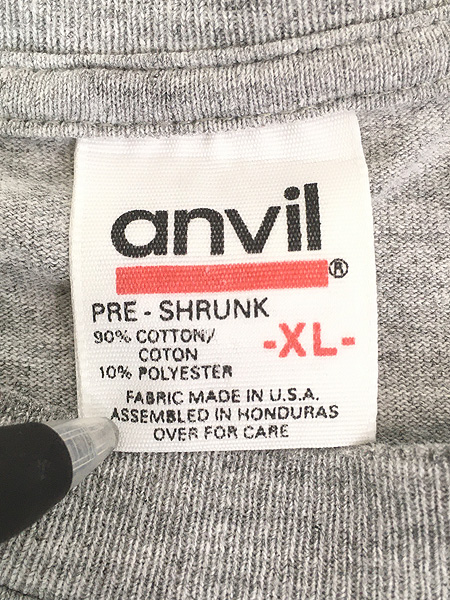 anvil®
PRE - SHRUNK
90% COTTON/
COTON
10% POLYESTER
-XL-
FABRIC MADE IN U.S.A.
ASSEMBLED IN HONDURAS
OVER FOR CARE